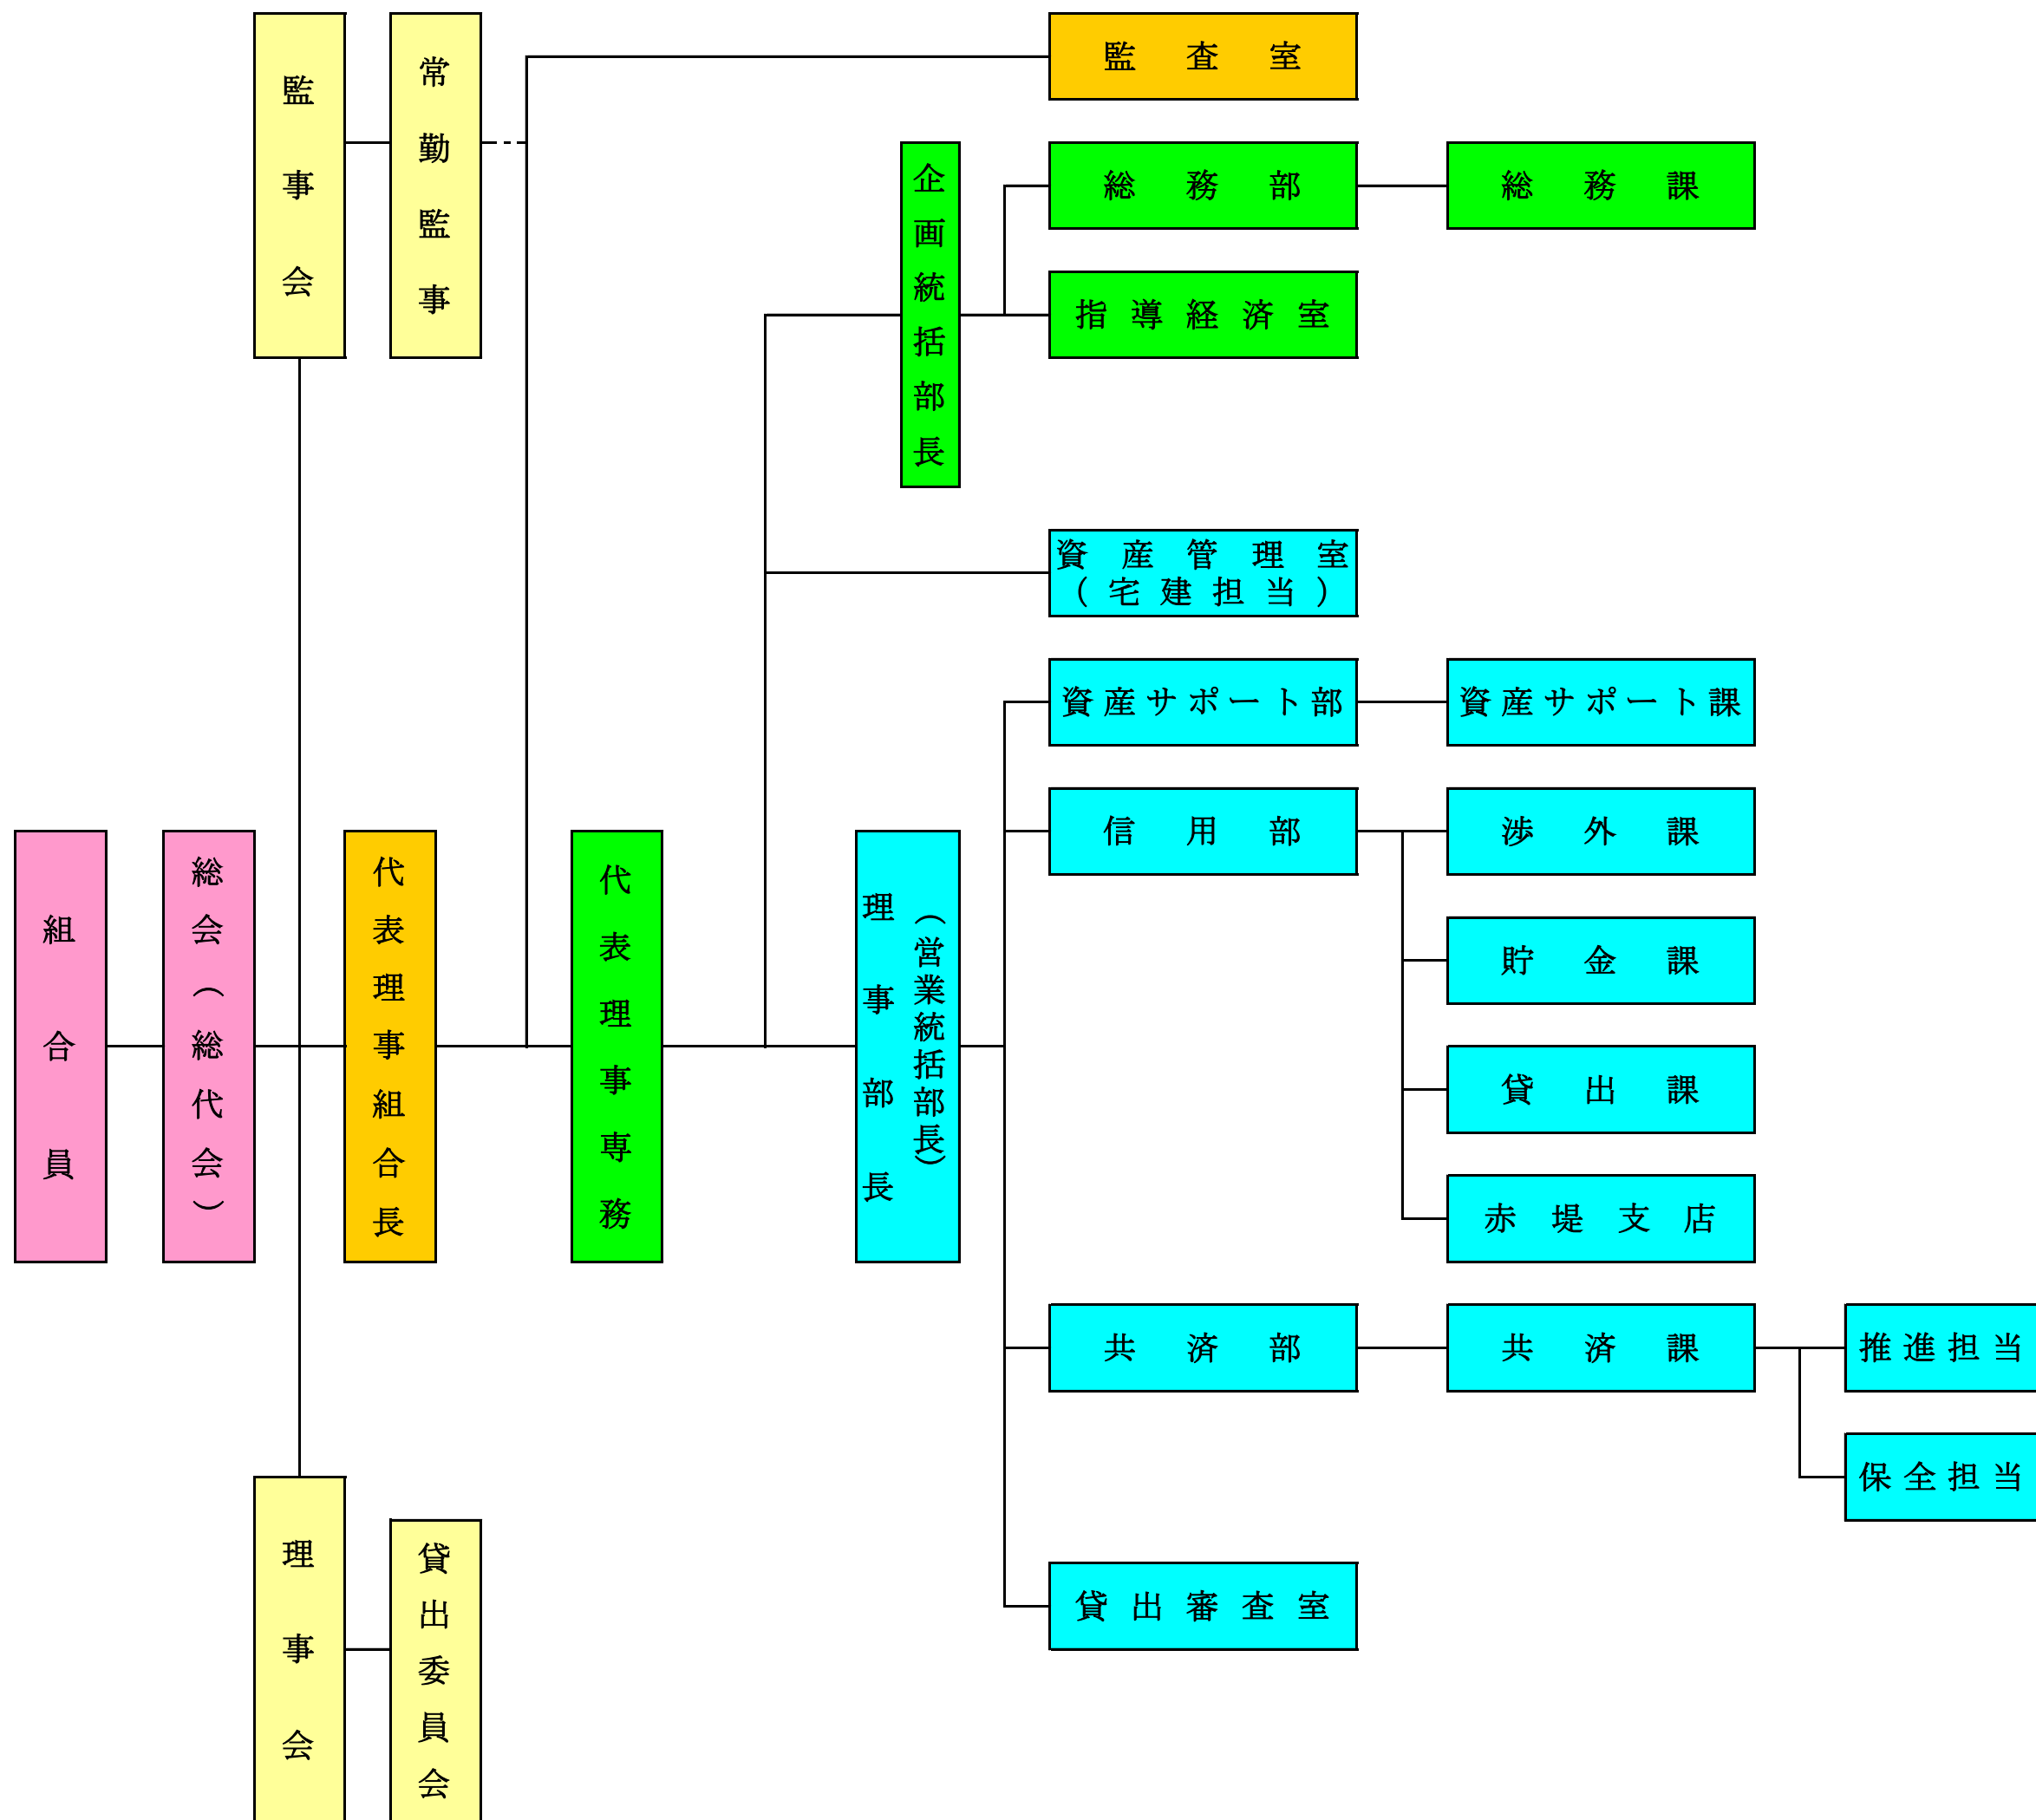 監事会
常勤監事
監査室
企画統括部長
総務部
総務課
指導経済室
資産管理室
(宅建担当)
資産サポート部
資産サポート課
信用部
渉外課
貯金課
貸出課
赤堤支店
組合員
総会(総代会)
代表理事組合長
代表理事専務
理事部長
(営業統括部長)
共済部
共済課
推進担当
保全担当
貸出審査室
理事会
貸出委員会